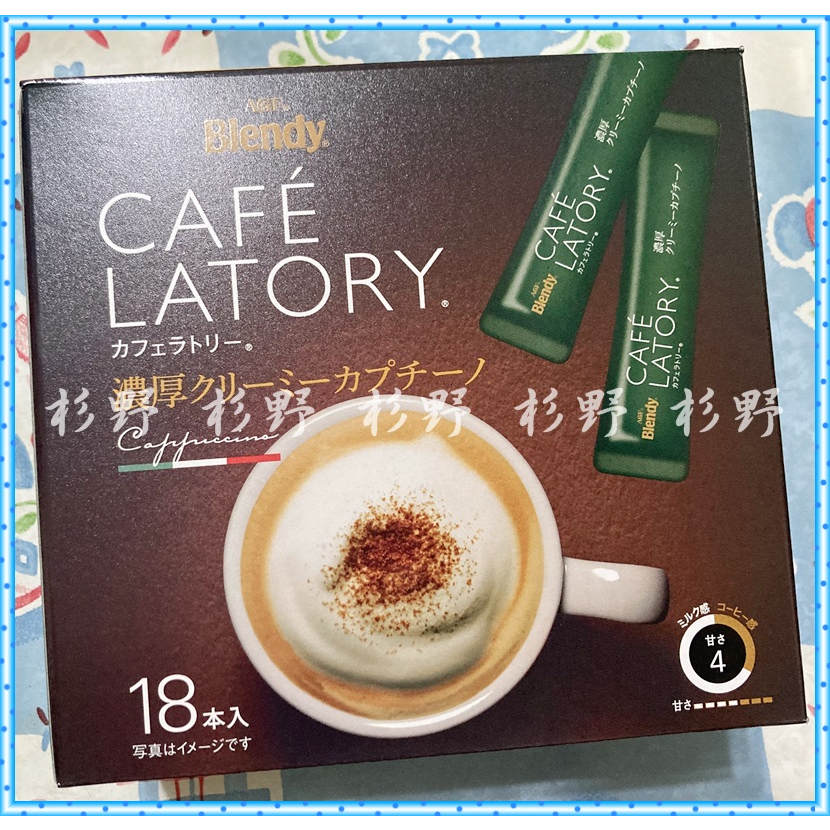 AGF®
Blendy®
CAFÉ
LATORY®
カフェラトリー®
濃厚クリーミーカプチーノ
杉野 杉野 杉野 杉野 杉野
Cappuccino
18本入
写真はイメージです
AGF®
Blendy®
CAFÉ
LATORY®
カフェラトリー®
濃厚
クリーミーカプチーノ
AGF®
Blendy®
CAFÉ
LATORY®
カフェラトリー®
濃厚
クリーミーカプチーノ
ミルク感 コーヒー感
甘さ
4
甘さ